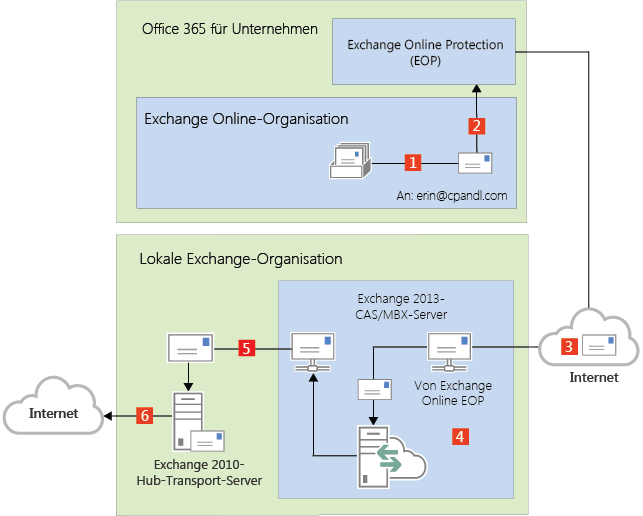 Office 365 für Unternehmen
Exchange Online Protection
(EOP)
Exchange Online-Organisation
2
1
An: erin@cpandl.com
Lokale Exchange-Organisation
Exchange 2013-
CAS/MBX-Server
5
3
Internet
Von Exchange
Online EOP
4
Internet
6
Exchange 2010-
Hub-Transport-Server